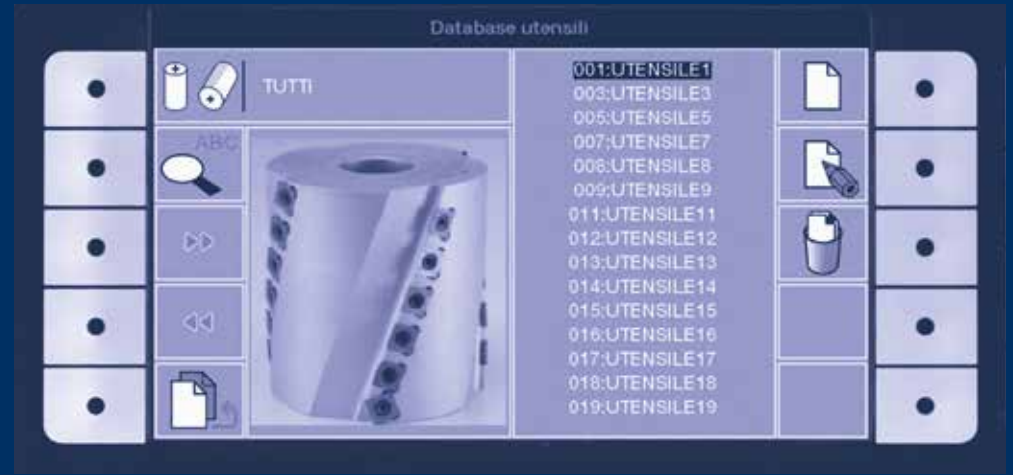 Database utensili
TUTTI
ABC
001:UTENSILE1
003:UTENSILE3
005:UTENSILE5
007:UTENSILE7
008:UTENSILE8
009:UTENSILE9
011:UTENSILE11
012:UTENSILE12
013:UTENSILE13
014:UTENSILE14
015:UTENSILE15
016:UTENSILE16
017:UTENSILE17
018:UTENSILE18
019:UTENSILE19